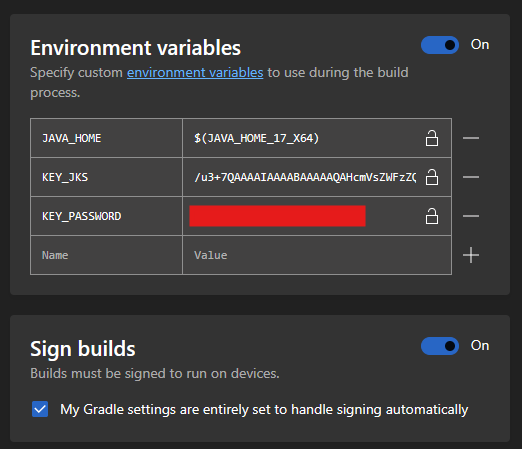 Environment variables
On
Specify custom environment variables to use during the build
process.
JAVA_HOME
$(JAVA_HOME_17_X64)
KEY_JKS
/u3+7QAAAAIAAAABAAAAAQAHcmVsZWFzZQ
KEY_PASSWORD
Name
Value
Sign builds
On
Builds must be signed to run on devices.
My Gradle settings are entirely set to handle signing automatically